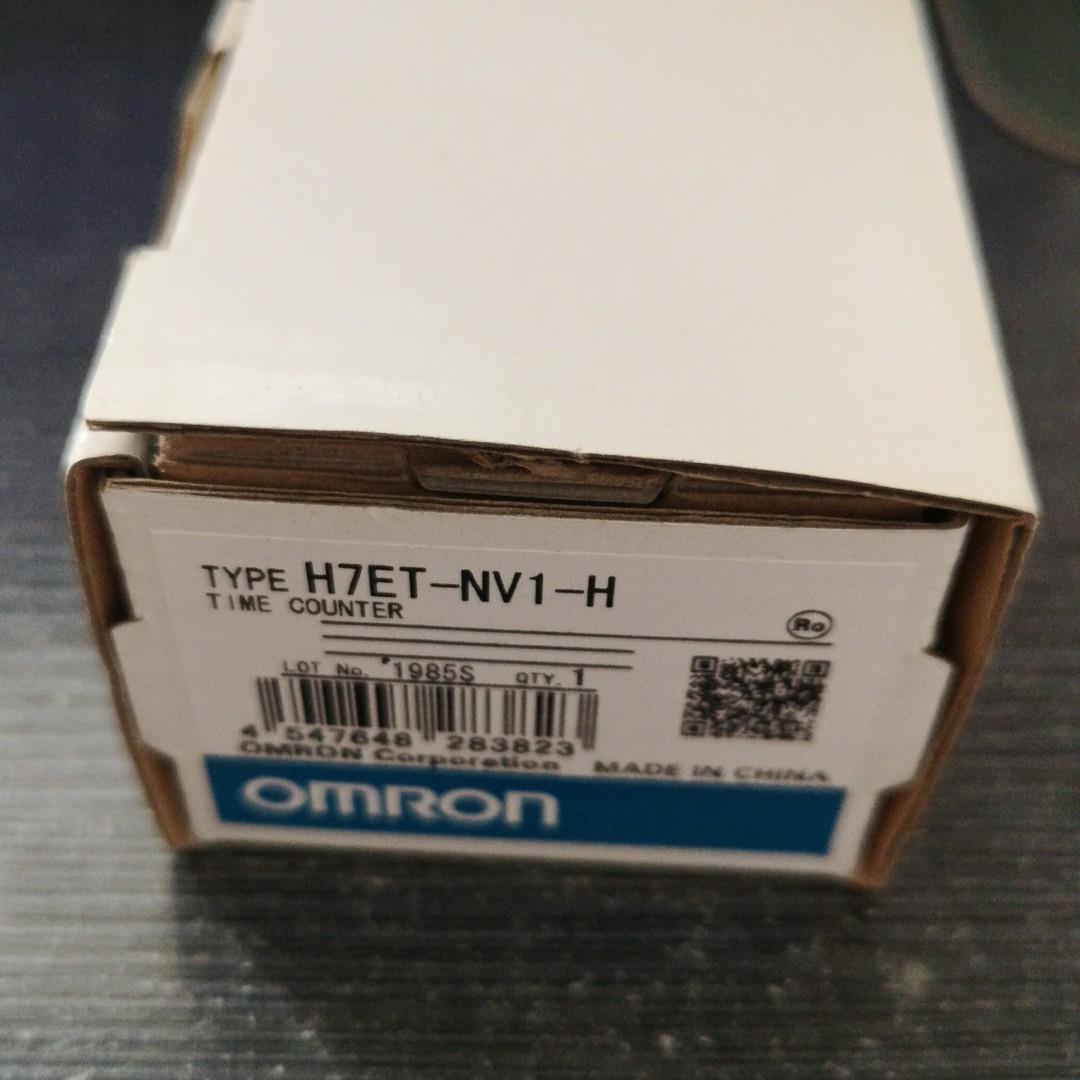 TYPE H7ET-NV1-H
TIME COUNTER
Ro
LOT No. *1985S QTY. 1
4 547648 283823
OMRON Corporation MADE IN CHINA
OMRON